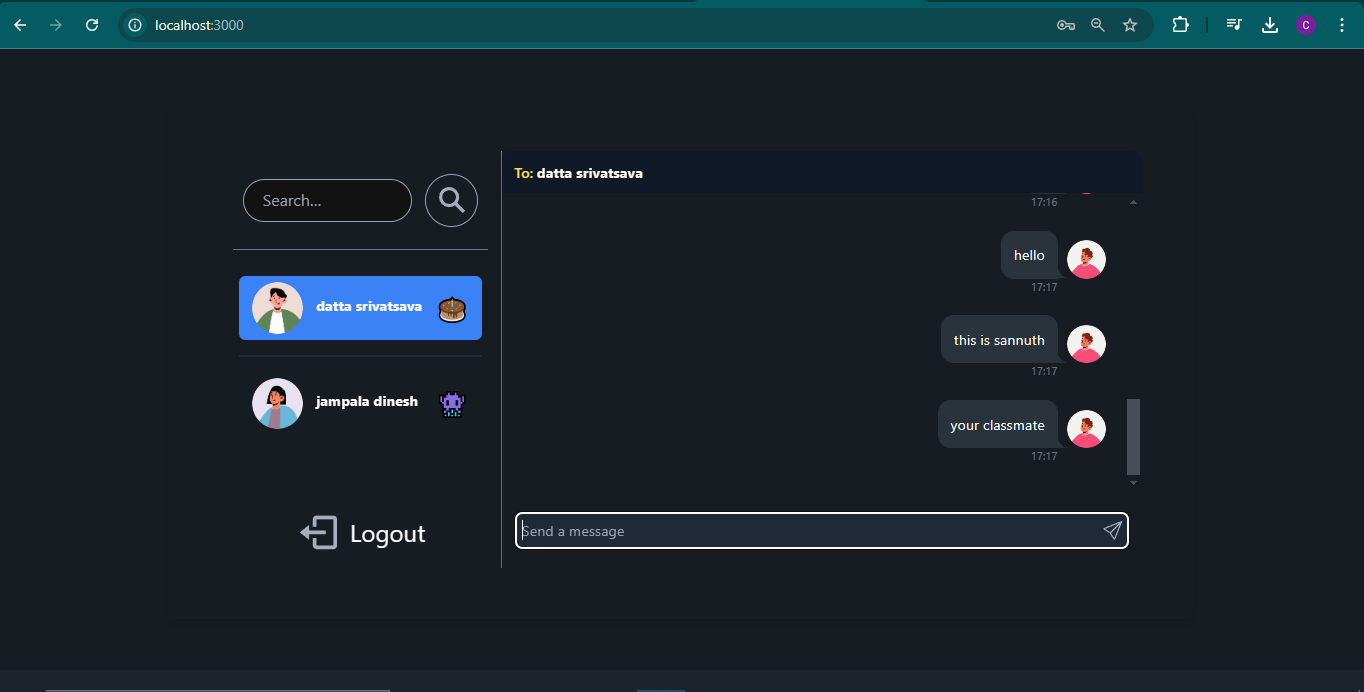 localhost:3000
C
Search...
datta srivatsava
jampala dinesh
Logout
To: datta srivatsava
17:16
hello
17:17
this is sannuth
17:17
your classmate
17:17
Send a message